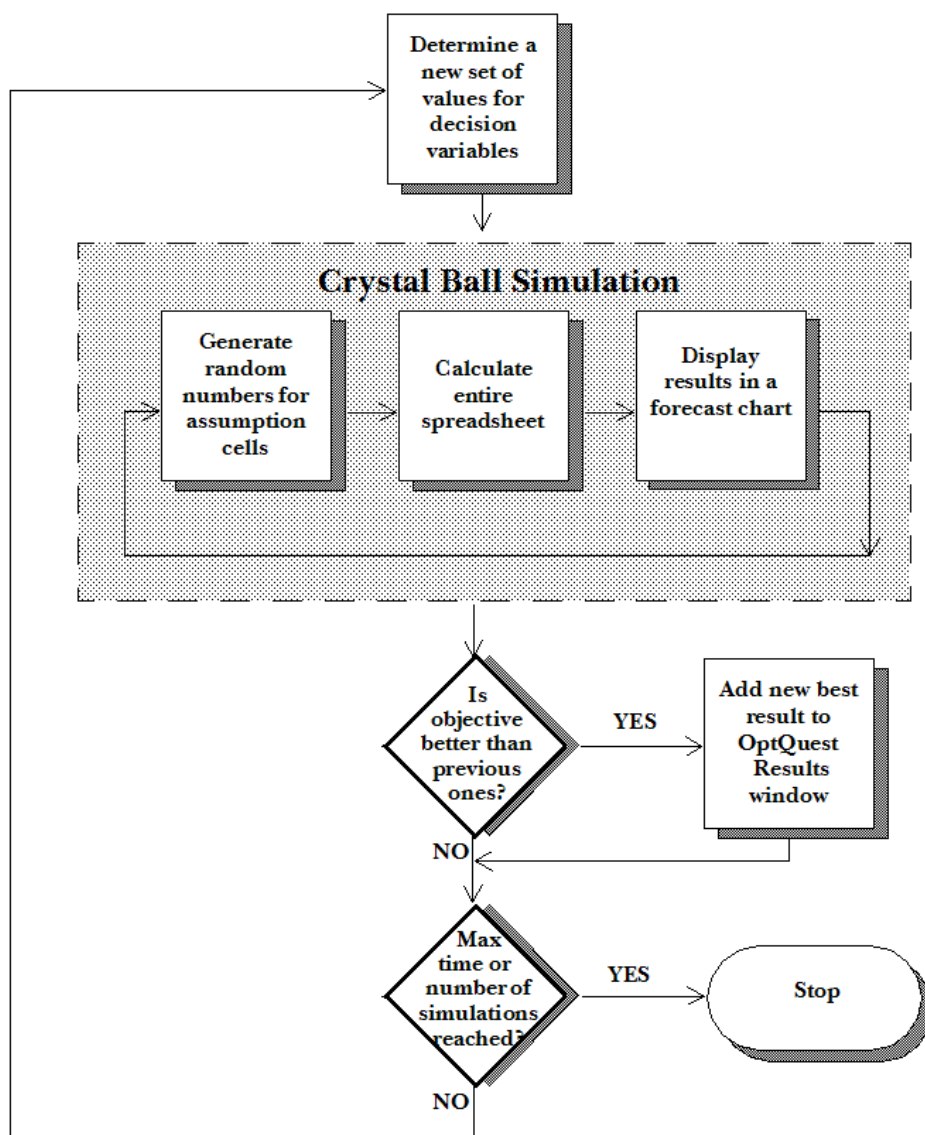 Determine a
new set of
values for
decision
variables
Crystal Ball Simulation
Generate
random
numbers for
assumption
cells
Calculate
entire
spreadsheet
Display
results in a
forecast chart
Is
objective
better than
previous
ones?
YES
Add new best
result to
OptQuest
Results
window
NO
Max
time or
number of
simulations
reached?
YES
Stop
NO